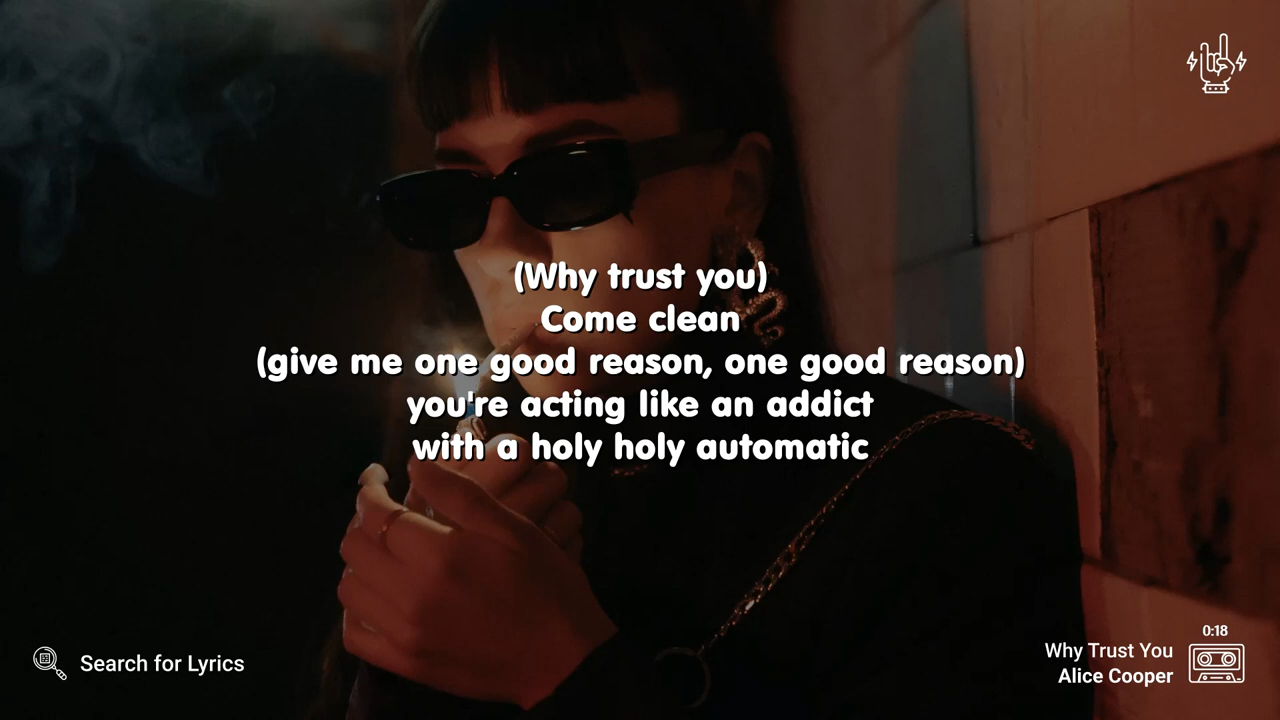 (Why trust you)
Come clean
(give me one good reason, one good reason)
you're acting like an addict
with a holy holy automatic
Search for Lyrics
0:18
Why Trust You
Alice Cooper